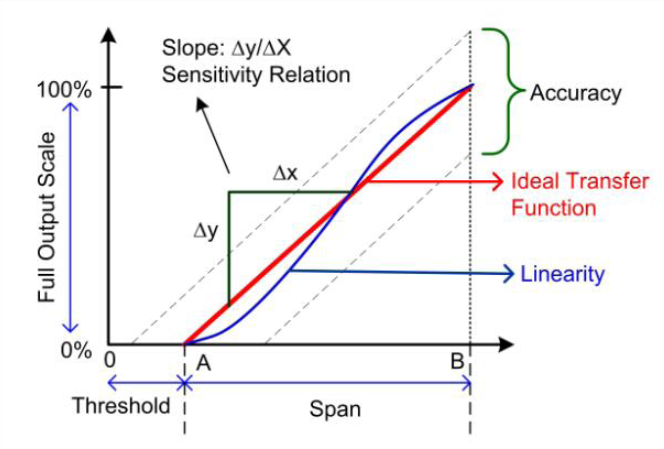 Slope: Δy/ΔX
Sensitivity Relation
100%
Accuracy
Δx
Ideal Transfer
Function
Δy
Full Output Scale
Linearity
0%
0
A
B
Threshold
Span